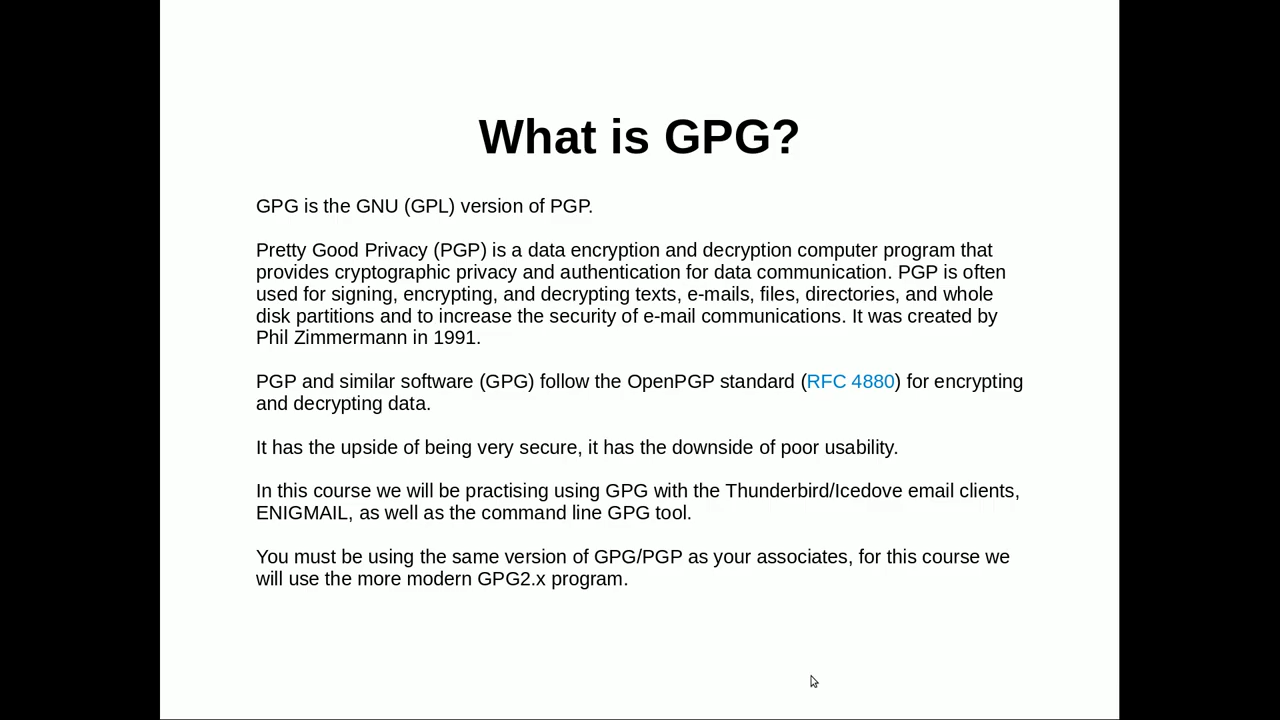 What is GPG?
GPG is the GNU (GPL) version of PGP.
Pretty Good Privacy (PGP) is a data encryption and decryption computer program that
provides cryptographic privacy and authentication for data communication. PGP is often
used for signing, encrypting, and decrypting texts, e-mails, files, directories, and whole
disk partitions and to increase the security of e-mail communications. It was created by
Phil Zimmermann in 1991.
PGP and similar software (GPG) follow the OpenPGP standard (RFC 4880) for encrypting
and decrypting data.
It has the upside of being very secure, it has the downside of poor usability.
In this course we will be practising using GPG with the Thunderbird/Icedove email clients,
ENIGMAIL, as well as the command line GPG tool.
You must be using the same version of GPG/PGP as your associates, for this course we
will use the more modern GPG2.x program.